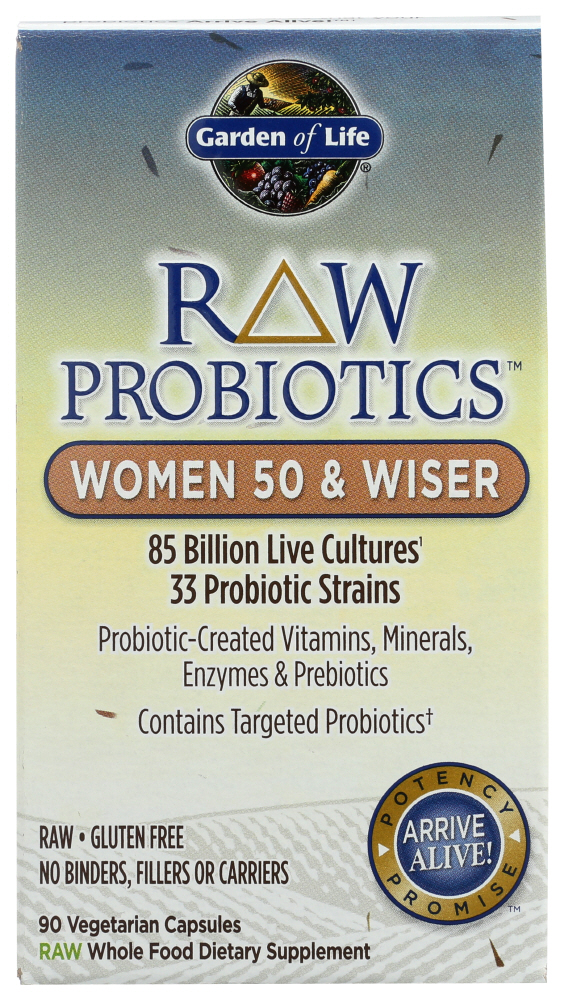 Garden of Life®
RAW
PROBIOTICS™
WOMEN 50 & WISER
85 Billion Live Cultures¹
33 Probiotic Strains
Probiotic-Created Vitamins, Minerals,
Enzymes & Prebiotics
Contains Targeted Probiotics†
POTENCY
ARRIVE
ALIVE!
PROMISE™
RAW • GLUTEN FREE
NO BINDERS, FILLERS OR CARRIERS
90 Vegetarian Capsules
RAW Whole Food Dietary Supplement